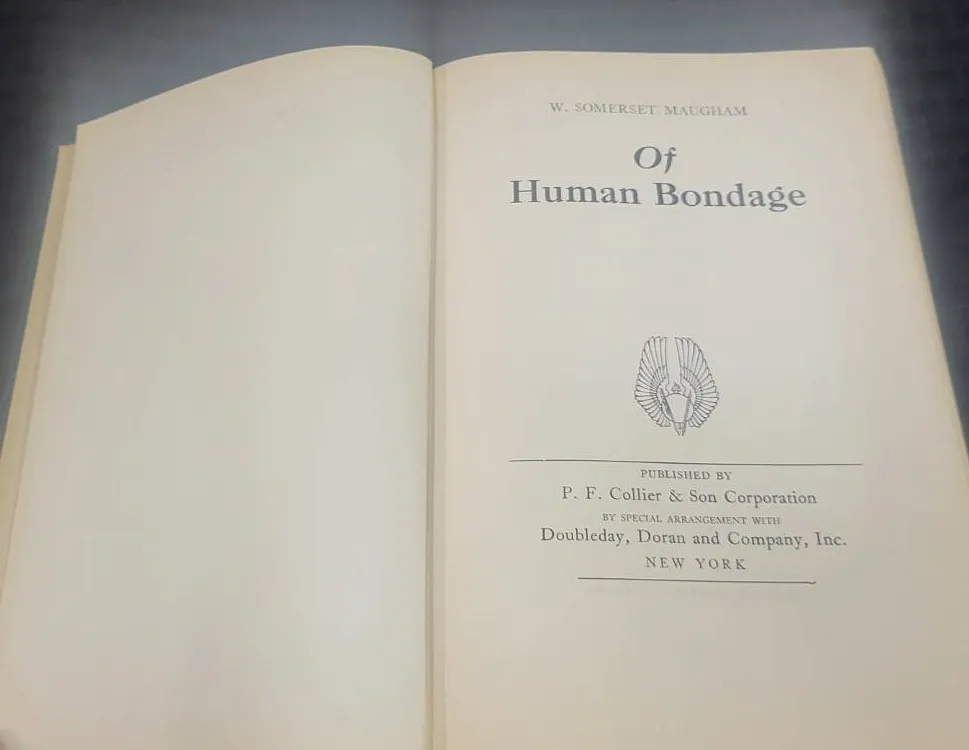 W. SOMERSET MAUGHAM
Of
Human Bondage
PUBLISHED BY
P. F. Collier & Son Corporation
BY SPECIAL ARRANGEMENT WITH
Doubleday, Doran and Company, Inc.
NEW YORK